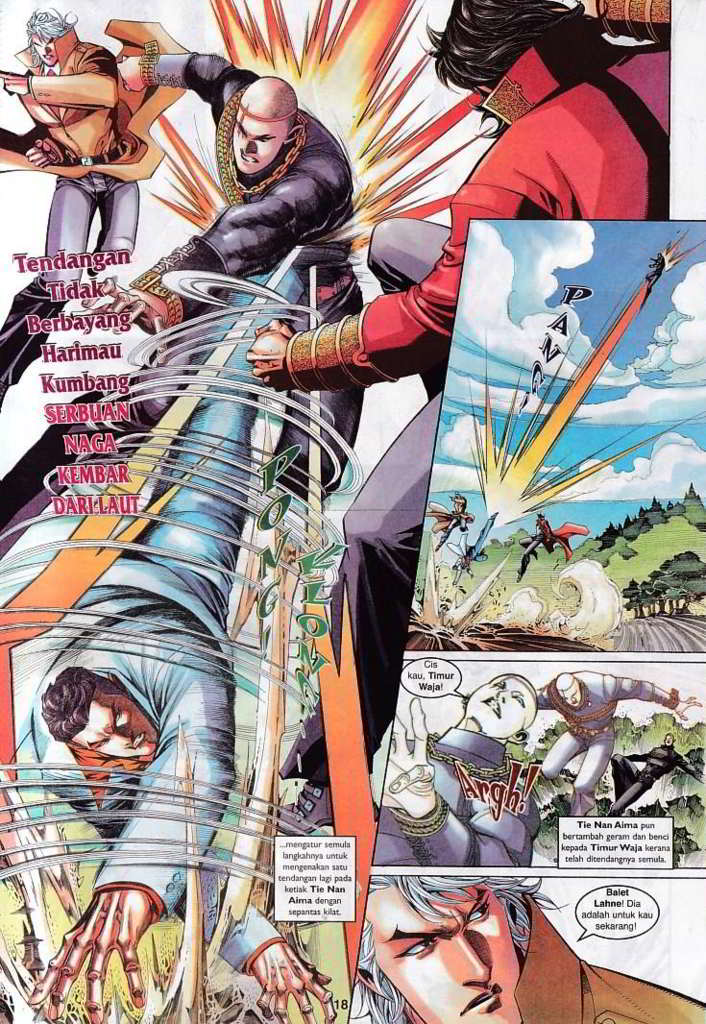 Tendangan
Tidak
Berbayang
Harimau
Kumbang
SERBUAN
NAGA
KEMBAR
DARI LAUT
PANG!
DONG!
KLONG
Cis
kau, Timur
Waja!
Argh!
Tie Nan Aima pun
bertambah geram dan benci
kepada Timur Waja kerana
telah ditendangnya semula.
...mengatur semula
langkahnya untuk
mengenakan satu
tendangan lagi pada
ketiak Tie Nan
Aima dengan
sepantas kilat.
Balet
Lahne! Dia
adalah untuk kau
sekarang!
18